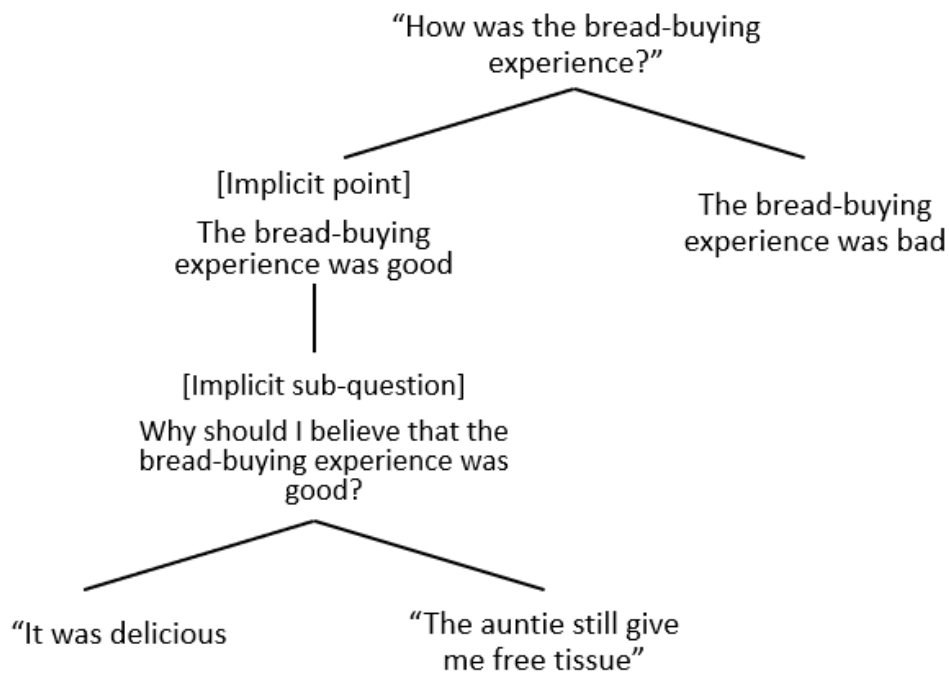 “How was the bread-buying
experience?”
[Implicit point]
The bread-buying
experience was good
The bread-buying
experience was bad
[Implicit sub-question]
Why should I believe that the
bread-buying experience was
good?
“It was delicious
“The auntie still give
me free tissue”